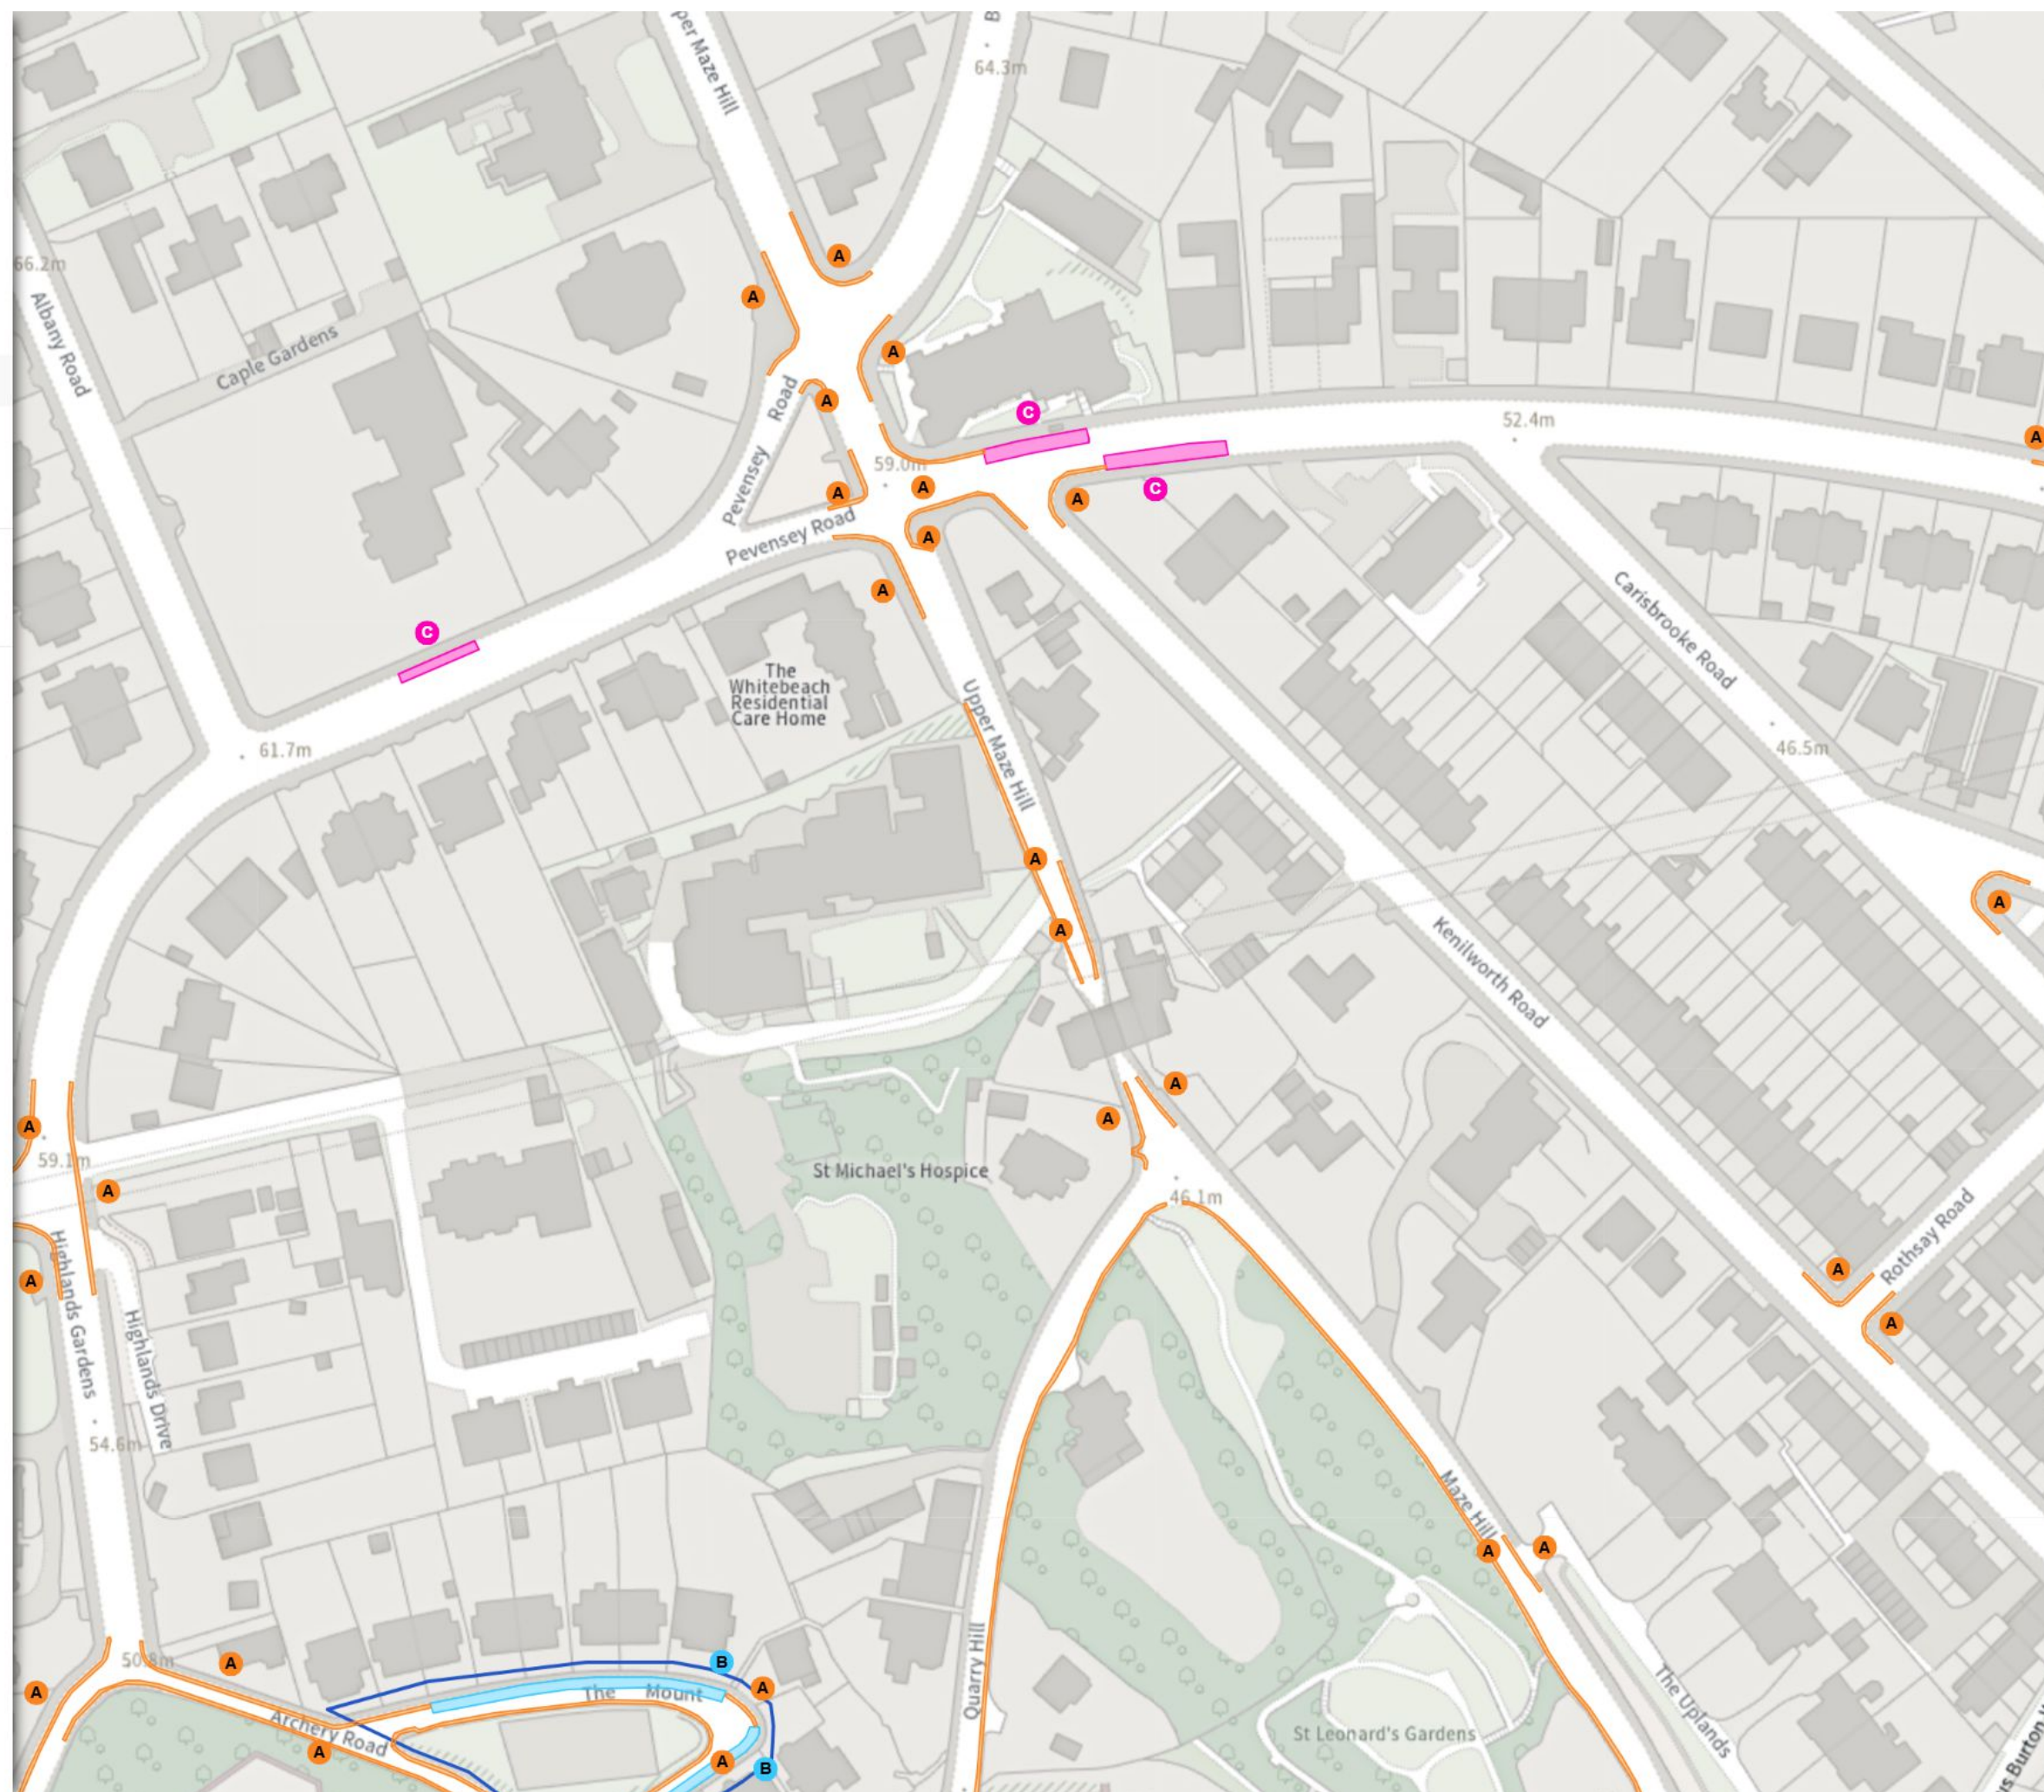 per Maze Hill
B
64.3m
A
66.2m
A
Albany Road
Caple Gardens
A
Pevensey Road
A
C
52.4m
A
59.0m
A
A
C
A
Pevensey Road
A
A
Carisbrooke Road
C
The
Whitebeach
Residential
Care Home
Upper Maze Hill
61.7m
46.5m
A
A
A
Kenilworth Road
A
A
A
59.1m
St Michael's Hospice
A
46.1m
Rothsay Road
A
A
Highlands Gardens
A
Highlands Drive
54.6m
Maze Hill
A
A
50.8m
A
B
A
A
The Mount
Quarry Hill
The Uplands
Archery Road
St Leonard's Gardens
A
A
B
s Burton